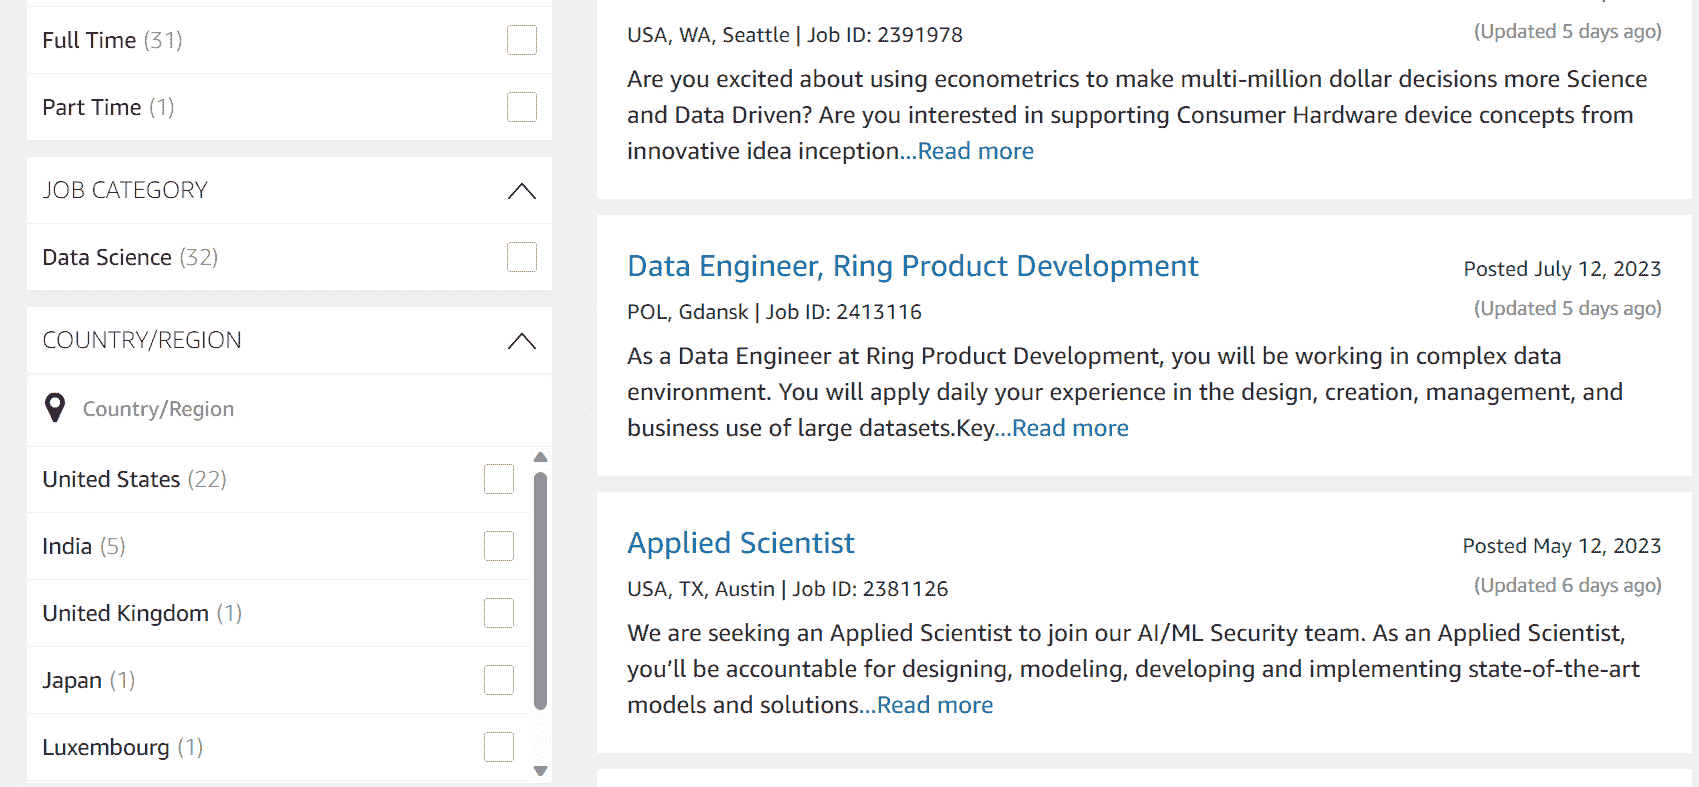 Full Time (31)
Part Time (1)
JOB CATEGORY
Data Science (32)
COUNTRY/REGION
Country/Region
United States (22)
India (5)
United Kingdom (1)
Japan (1)
Luxembourg (1)
USA, WA, Seattle | Job ID: 2391978
(Updated 5 days ago)
Are you excited about using econometrics to make multi-million dollar decisions more Science
and Data Driven? Are you interested in supporting Consumer Hardware device concepts from
innovative idea inception...Read more
Data Engineer, Ring Product Development
Posted July 12, 2023
POL, Gdansk | Job ID: 2413116
(Updated 5 days ago)
As a Data Engineer at Ring Product Development, you will be working in complex data
environment. You will apply daily your experience in the design, creation, management, and
business use of large datasets.Key...Read more
Applied Scientist
Posted May 12, 2023
USA, TX, Austin | Job ID: 2381126
(Updated 6 days ago)
We are seeking an Applied Scientist to join our AI/ML Security team. As an Applied Scientist,
you’ll be accountable for designing, modeling, developing and implementing state-of-the-art
models and solutions...Read more